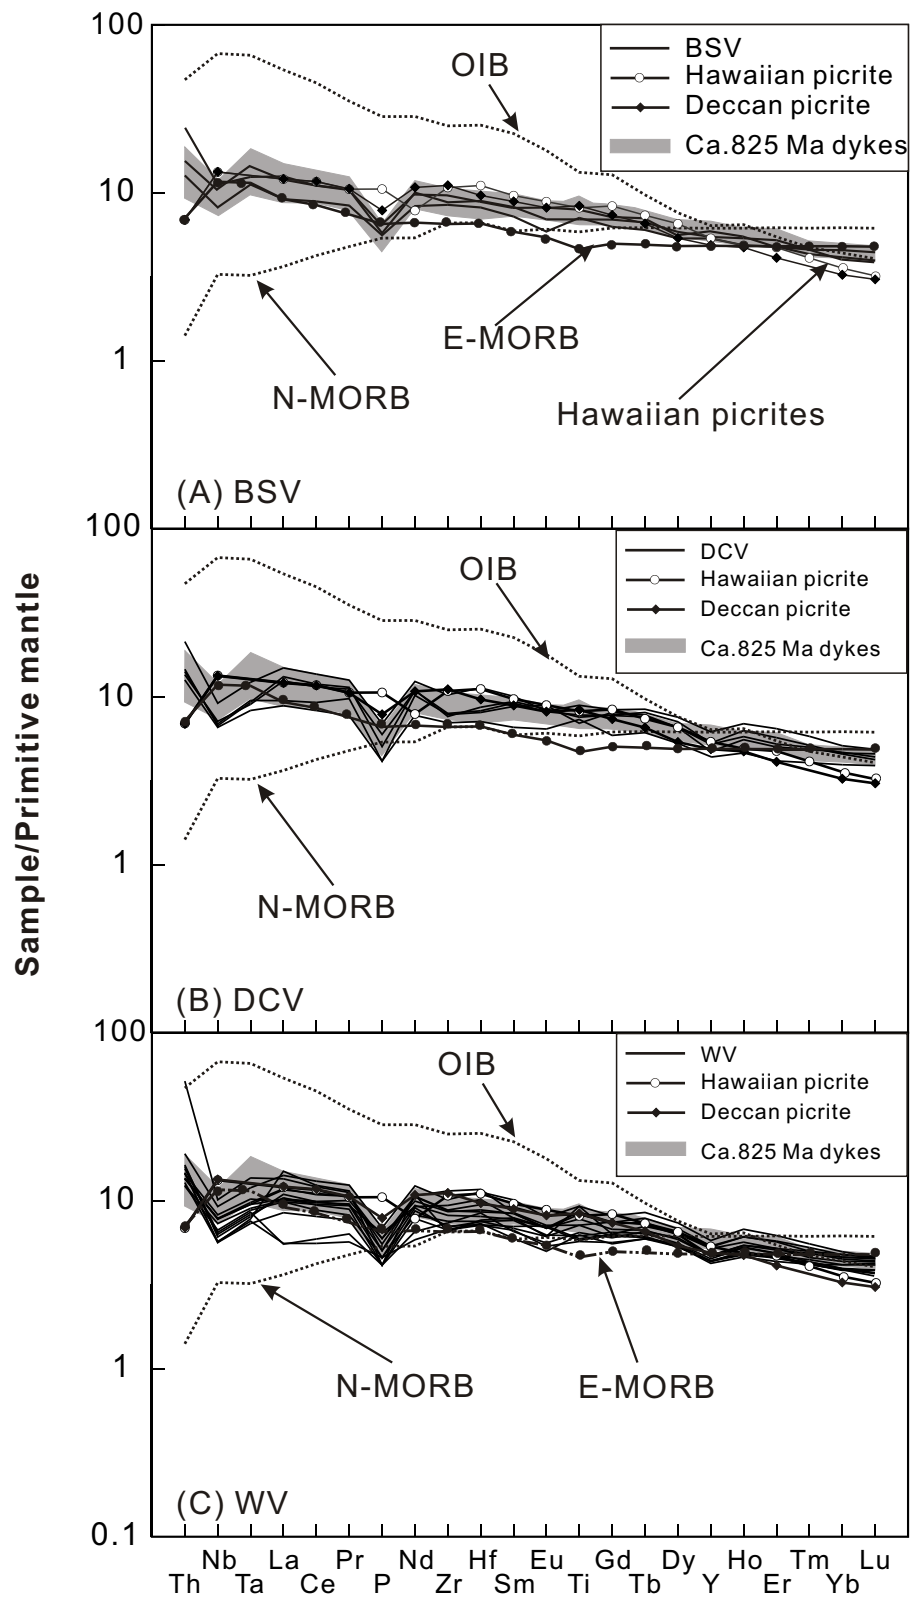 Sample/Primitive mantle
100
10
1
OIB
BSV
Hawaiian picrite
Deccan picrite
Ca.825 Ma dykes
E-MORB
N-MORB
Hawaiian picrites
(A) BSV
100
10
1
OIB
DCV
Hawaiian picrite
Deccan picrite
Ca.825 Ma dykes
N-MORB
(B) DCV
100
10
1
0.1
OIB
WV
Hawaiian picrite
Deccan picrite
Ca.825 Ma dykes
N-MORB
E-MORB
(C) WV
Nb La Pr Nd Hf Eu Gd Dy Ho Tm Lu
Th Ta Ce P Zr Sm Ti Tb Y Er Yb